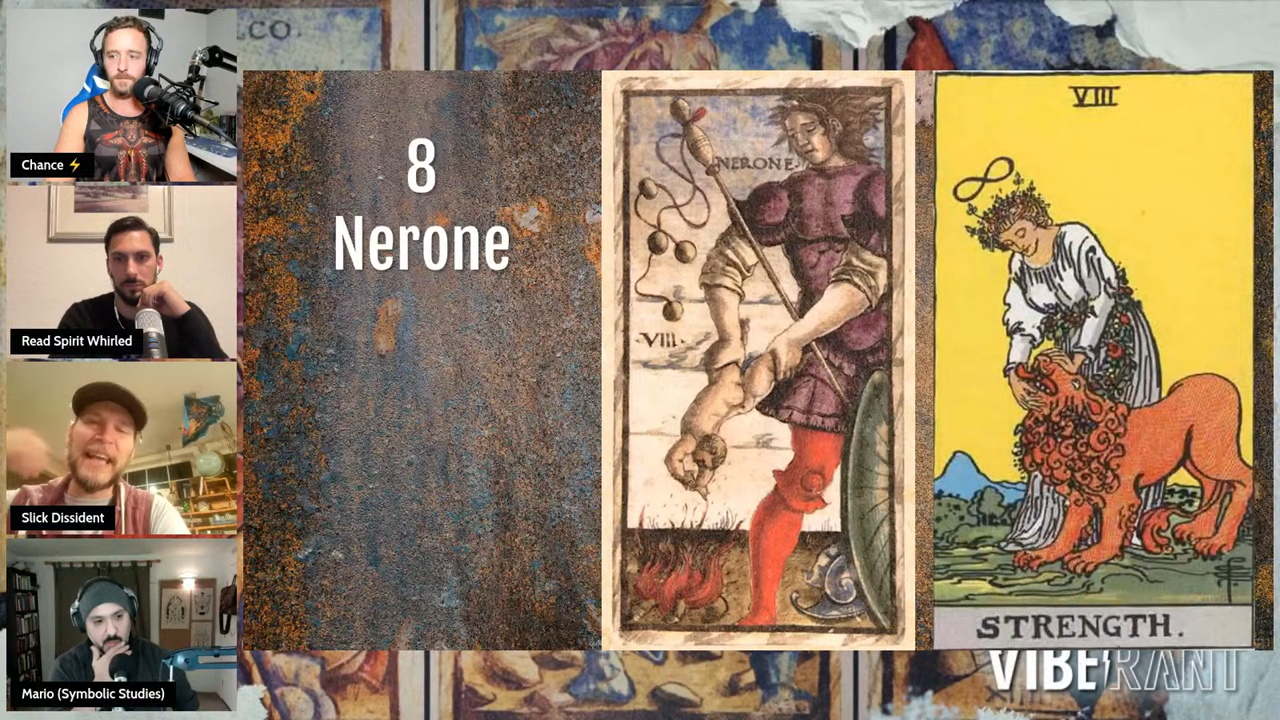 Chance ⚡
Read Spirit Whirled
Slick Dissident
Mario (Symbolic Studies)
CO.
8
Nerone
NERONE·
·VIII·
VIII
STRENGTH.
VIBERANT